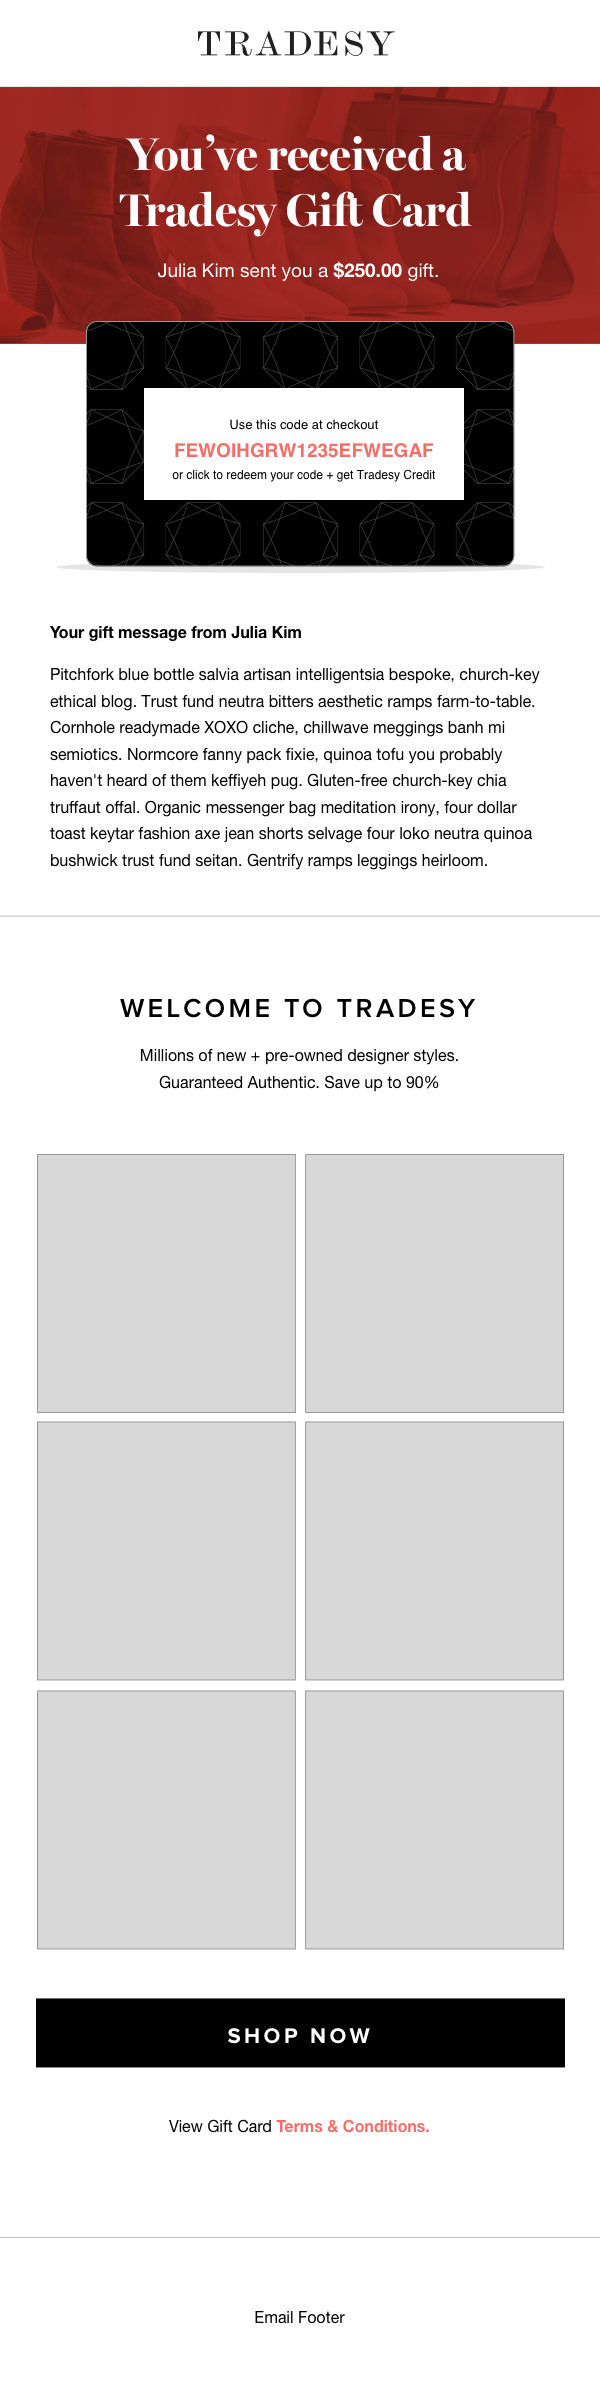 TRADESY
You’ve received a
Tradesy Gift Card
Julia Kim sent you a $250.00 gift.
Use this code at checkout
FEWOIHGRW1235EFWEGAF
or click to redeem your code + get Tradesy Credit
Your gift message from Julia Kim
Pitchfork blue bottle salvia artisan intelligentsia bespoke, church-key
ethical blog. Trust fund neutra bitters aesthetic ramps farm-to-table.
Cornhole readymade XOXO cliche, chillwave meggings banh mi
semiotics. Normcore fanny pack fixie, quinoa tofu you probably
haven't heard of them keffiyeh pug. Gluten-free church-key chia
truffaut offal. Organic messenger bag meditation irony, four dollar
toast keytar fashion axe jean shorts selvage four loko neutra quinoa
bushwick trust fund seitan. Gentrify ramps leggings heirloom.
WELCOME TO TRADESY
Millions of new + pre-owned designer styles.
Guaranteed Authentic. Save up to 90%
SHOP NOW
View Gift Card Terms & Conditions.
Email Footer